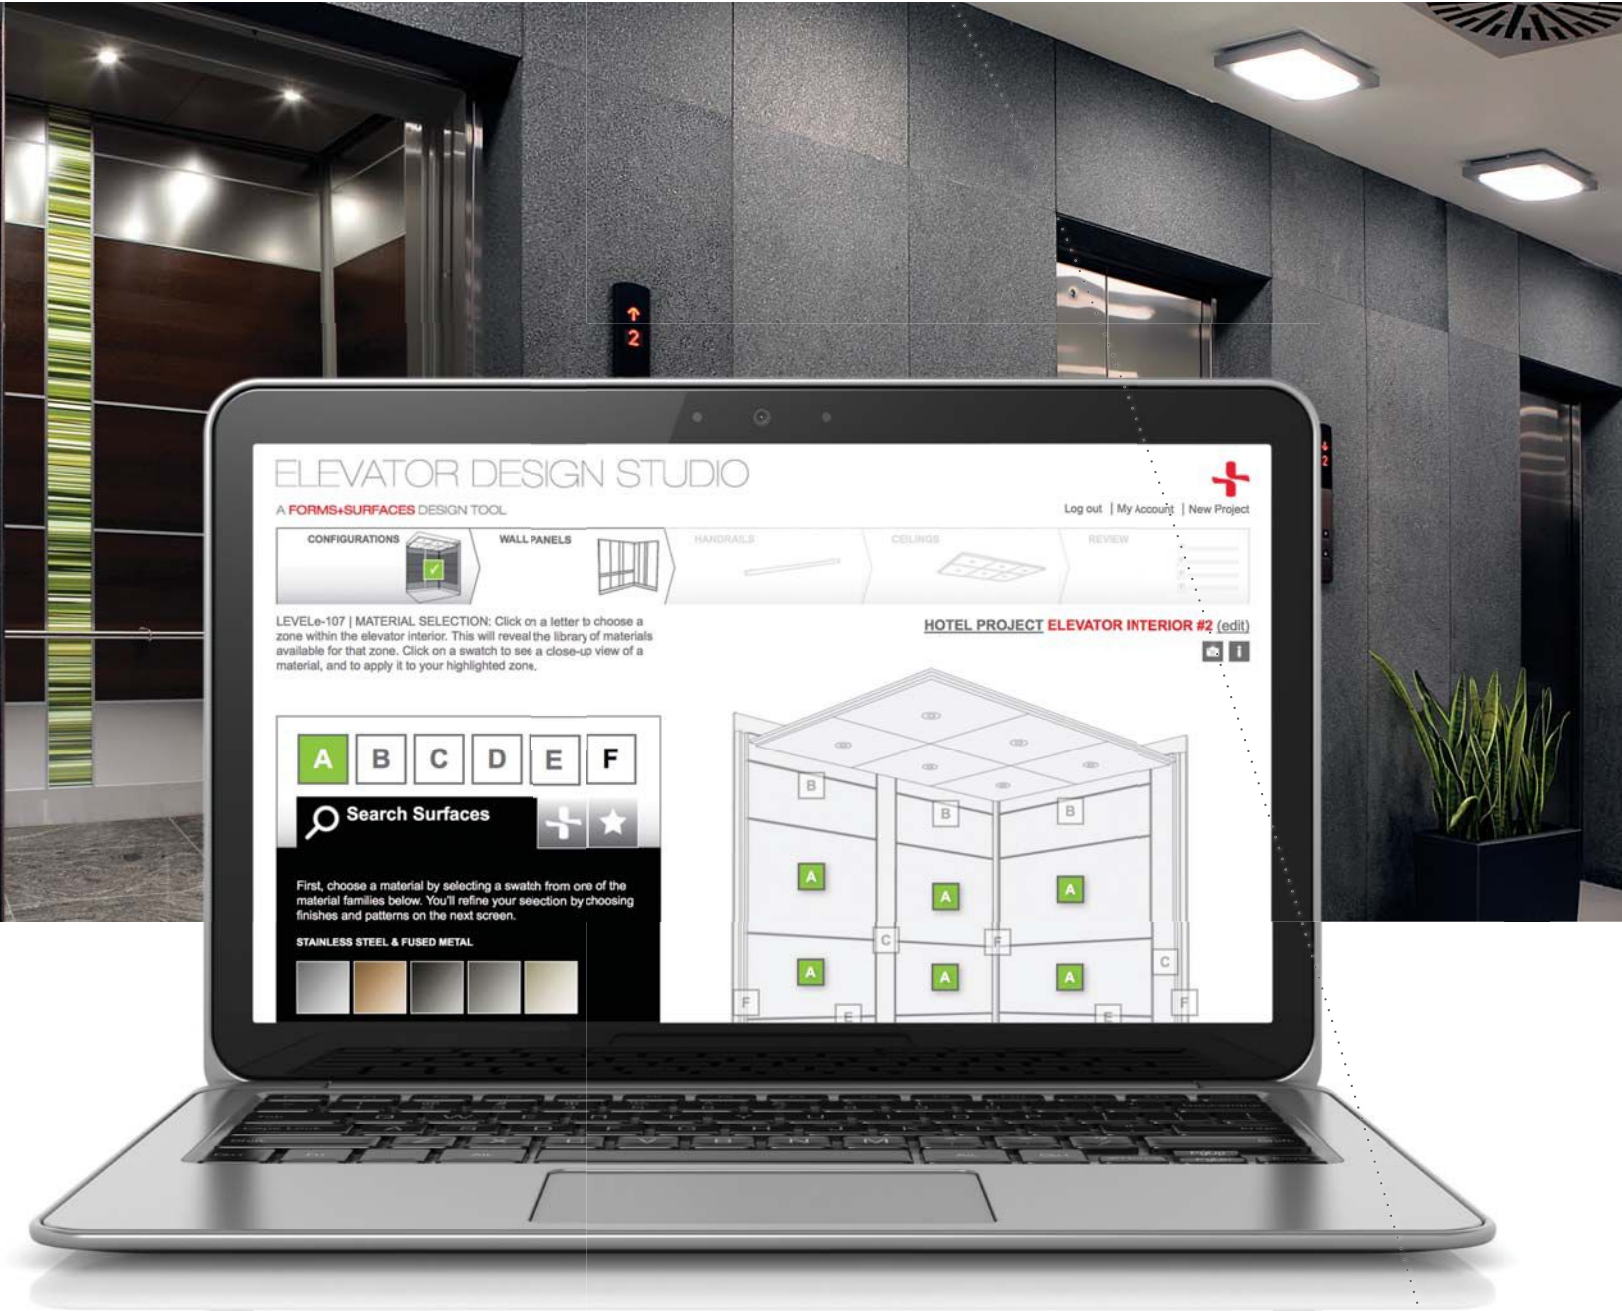 ↑
2
2
ELEVATOR DESIGN STUDIO
A FORMS+SURFACES DESIGN TOOL
Log out | My Account | New Project
CONFIGURATIONS
WALL PANELS
HANDRAILS
CEILINGS
REVIEW
LEVELe-107 | MATERIAL SELECTION: Click on a letter to choose a
zone within the elevator interior. This will reveal the library of materials
available for that zone. Click on a swatch to see a close-up view of a
material, and to apply it to your highlighted zone.
HOTEL PROJECT ELEVATOR INTERIOR #2 (edit)
i
A B C D E F
Search Surfaces
First, choose a material by selecting a swatch from one of the
material families below. You'll refine your selection by choosing
finishes and patterns on the next screen.
STAINLESS STEEL & FUSED METAL
B
B
B
A
A
A
C
F
C
A
A
A
F
E
E
F